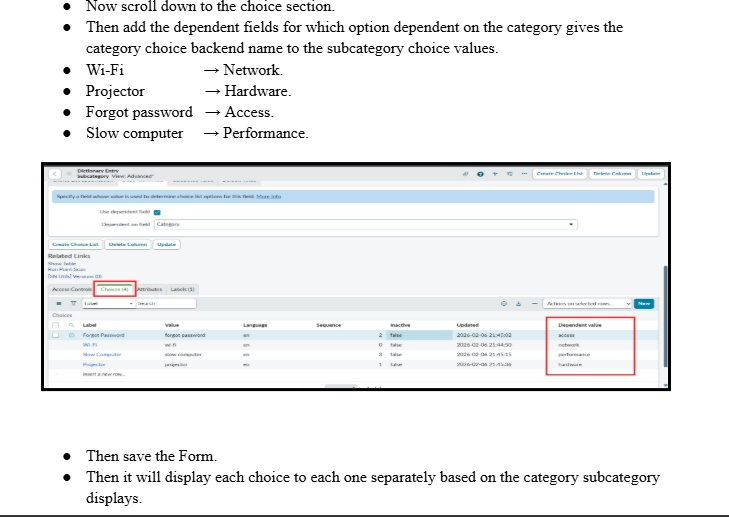 ● Now scroll down to the choice section.
● Then add the dependent fields for which option dependent on the category gives the
category choice backend name to the subcategory choice values.
● Wi-Fi → Network.
● Projector → Hardware.
● Forgot password → Access.
● Slow computer → Performance.
Dictionary Entry
Subcategory View: Advanced*
Create Choice List Delete Column Update
Specify a field whose value is used to determine choice list options for this field. More Info
Use dependent field
Dependent on field Category
Create Choice List Delete Column Update
Related Links
Show Table
Run Point Scan
Access Controls Choices (4) Attributes Labels (1)
Label Search Actions on selected rows... New
Choices
Label Value Language Sequence Inactive Updated Dependent value
Forgot Password forgot password en 2 false 2026-02-06 21:45:02 access
Wi-Fi wi-fi en 0 false 2026-02-06 21:44:50 network
Slow Computer slow computer en 3 false 2026-02-06 21:45:15 performance
Projector projector en 1 false 2026-02-06 21:45:26 hardware
Insert a new row...
● Then save the Form.
● Then it will display each choice to each one separately based on the category subcategory
displays.